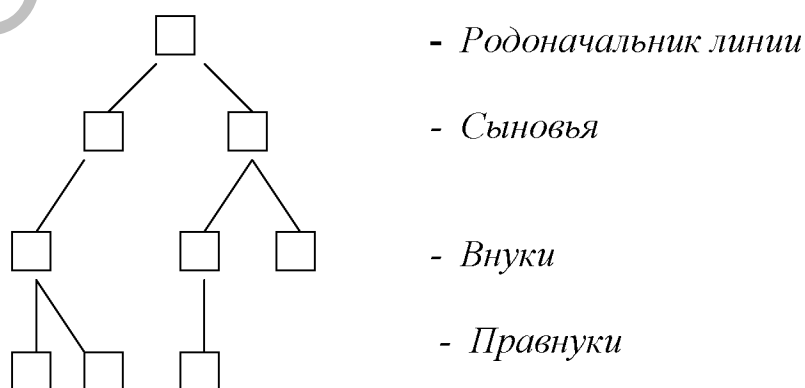 - Родоначальник линии
- Сыновья
- Внуки
- Правнуки